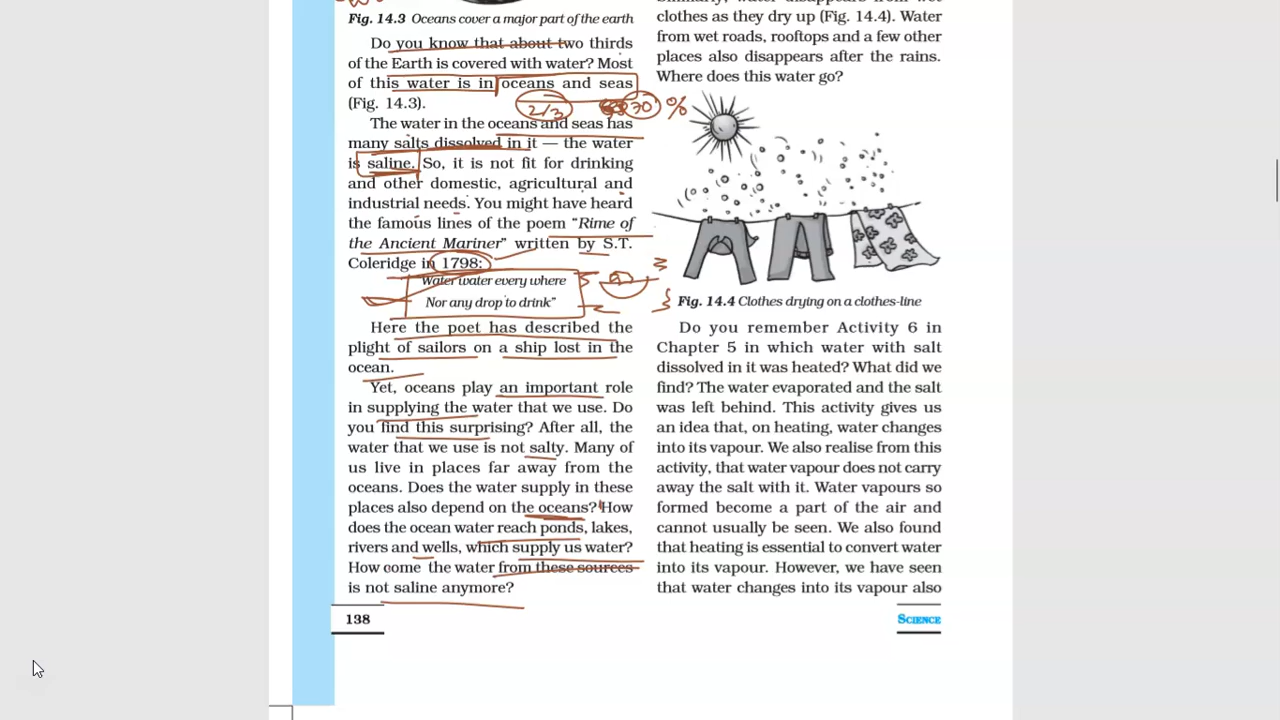 Fig. 14.3 Oceans cover a major part of the earth
Do you know that about two thirds
of the Earth is covered with water? Most
of this water is in oceans and seas
(Fig. 14.3).
2/3 70 %
The water in the oceans and seas has
many salts dissolved in it — the water
is saline. So, it is not fit for drinking
and other domestic, agricultural and
industrial needs. You might have heard
the famous lines of the poem “Rime of
the Ancient Mariner” written by S.T.
Coleridge in 1798:
“Water water every where
Nor any drop to drink”
Here the poet has described the
plight of sailors on a ship lost in the
ocean.
Yet, oceans play an important role
in supplying the water that we use. Do
you find this surprising? After all, the
water that we use is not salty. Many of
us live in places far away from the
oceans. Does the water supply in these
places also depend on the oceans? How
does the ocean water reach ponds, lakes,
rivers and wells, which supply us water?
How come the water from these sources
is not saline anymore?
138
clothes as they dry up (Fig. 14.4). Water
from wet roads, rooftops and a few other
places also disappears after the rains.
Where does this water go?
Fig. 14.4 Clothes drying on a clothes-line
Do you remember Activity 6 in
Chapter 5 in which water with salt
dissolved in it was heated? What did we
find? The water evaporated and the salt
was left behind. This activity gives us
an idea that, on heating, water changes
into its vapour. We also realise from this
activity, that water vapour does not carry
away the salt with it. Water vapours so
formed become a part of the air and
cannot usually be seen. We also found
that heating is essential to convert water
into its vapour. However, we have seen
that water changes into its vapour also
SCIENCE